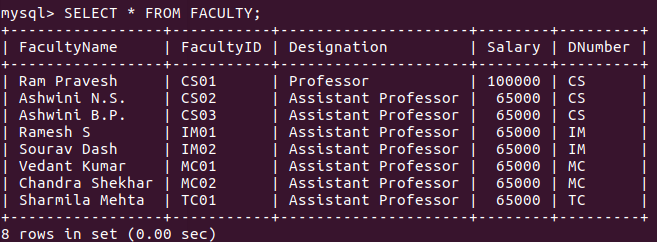 mysql> SELECT * FROM FACULTY;
+-----------------+-----------+---------------------+--------+---------+
| FacultyName     | FacultyID | Designation         | Salary | DNumber |
+-----------------+-----------+---------------------+--------+---------+
| Ram Pravesh     | CS01      | Professor           | 100000 | CS      |
| Ashwini N.S.    | CS02      | Assistant Professor |  65000 | CS      |
| Ashwini B.P.    | CS03      | Assistant Professor |  65000 | CS      |
| Ramesh S        | IM01      | Assistant Professor |  65000 | IM      |
| Sourav Dash     | IM02      | Assistant Professor |  65000 | IM      |
| Vedant Kumar    | MC01      | Assistant Professor |  65000 | MC      |
| Chandra Shekhar | MC02      | Assistant Professor |  65000 | MC      |
| Sharmila Mehta  | TC01      | Assistant Professor |  65000 | TC      |
+-----------------+-----------+---------------------+--------+---------+
8 rows in set (0.00 sec)